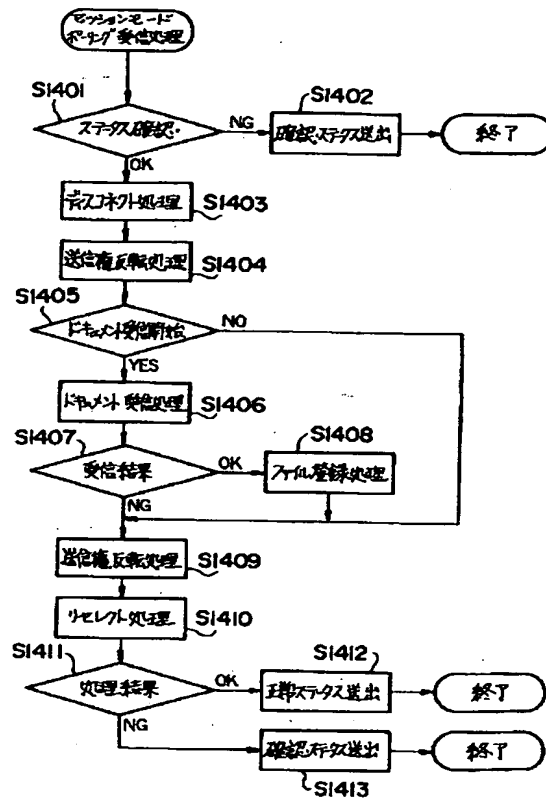 セッションモード
ポーリング受信処理
S1401
ステータス確認
NG
S1402
確認ステータス送出
終了
OK
ディスコネクト処理
S1403
送信権反転処理
S1404
S1405
ドキュメント受信開始
NO
YES
ドキュメント受信処理
S1406
S1407
受信結果
OK
S1408
ファイル登録処理
NG
送信権反転処理
S1409
リセレクト処理
S1410
S1411
処理結果
OK
S1412
正常ステータス送出
終了
NG
確認ステータス送出
終了
S1413